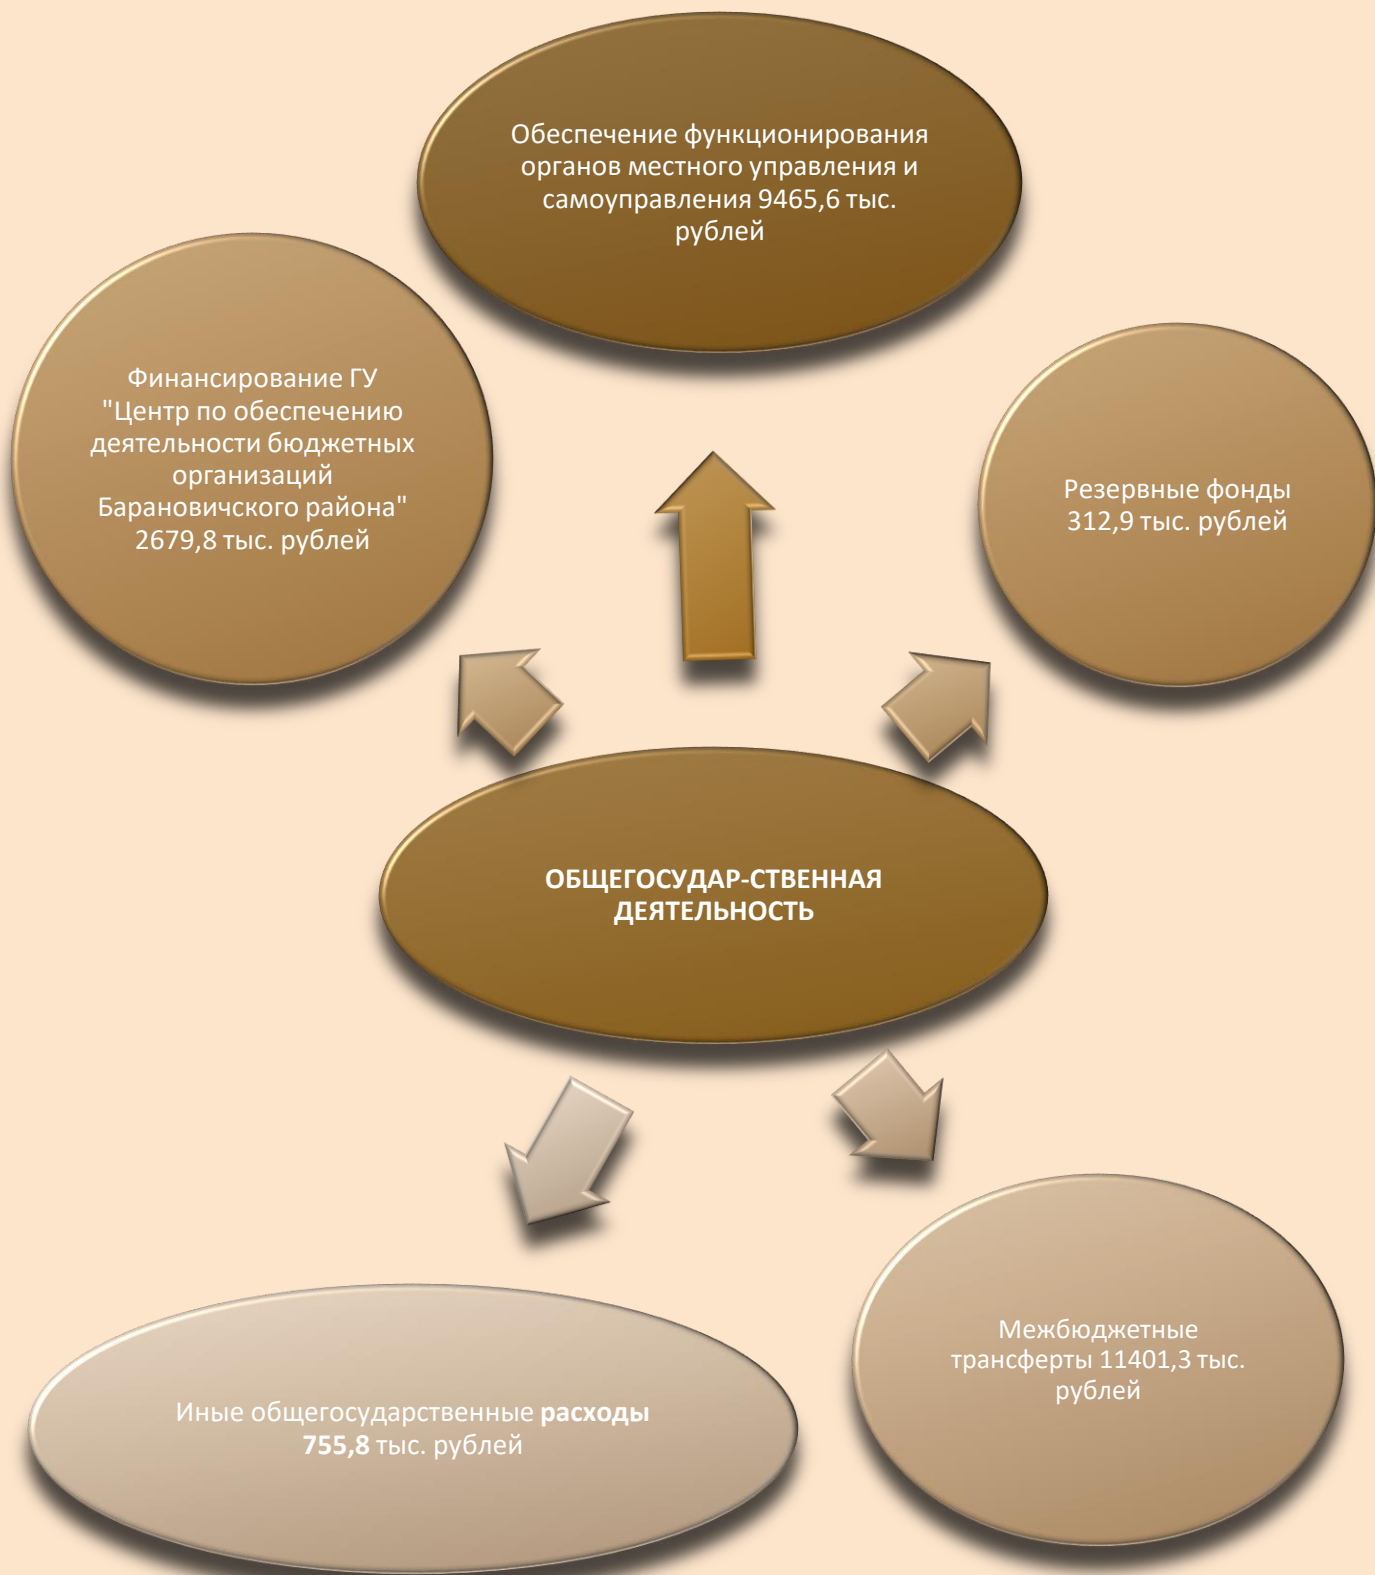 Обеспечение функционирования
органов местного управления и
самоуправления 9465,6 тыс.
рублей
Финансирование ГУ
"Центр по обеспечению
деятельности бюджетных
организаций
Барановичского района"
2679,8 тыс. рублей
Резервные фонды
312,9 тыс. рублей
ОБЩЕГОСУДАР-СТВЕННАЯ
ДЕЯТЕЛЬНОСТЬ
Межбюджетные
трансферты 11401,3 тыс.
рублей
Иные общегосударственные расходы
755,8 тыс. рублей